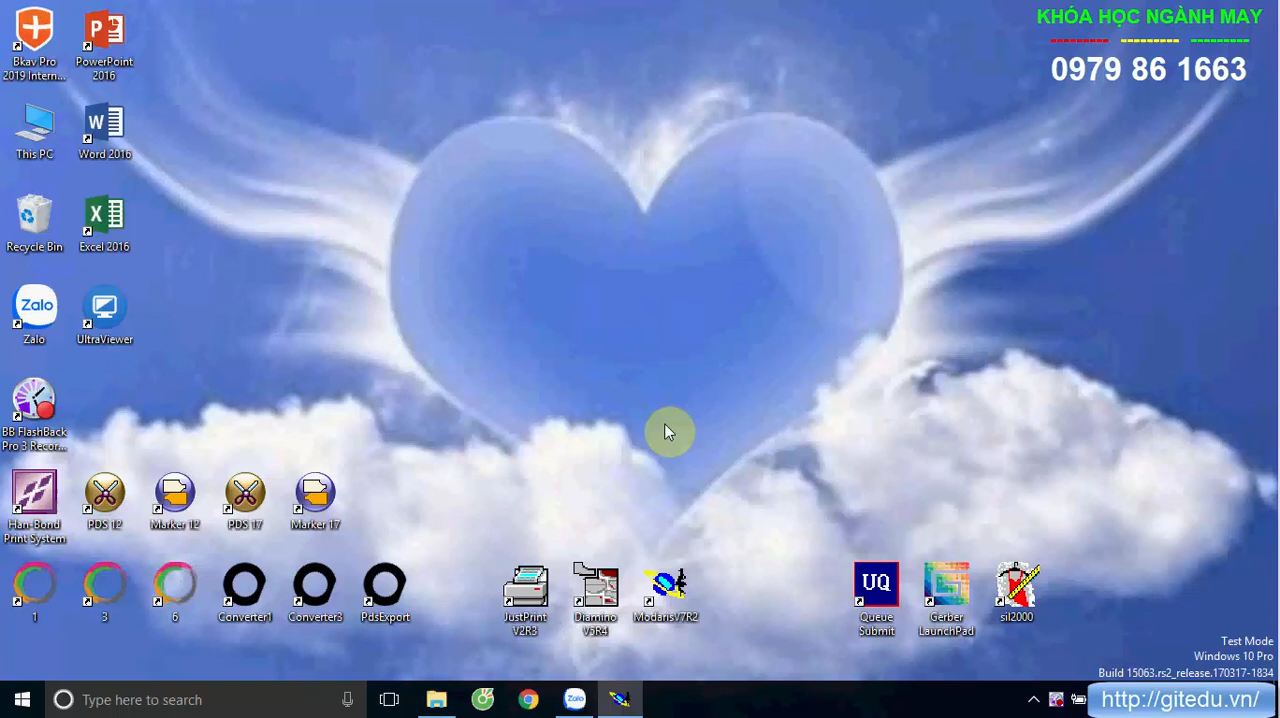 KHÓA HỌC NGÀNH MAY
0979 86 1663
Bkav Pro
2019 Intern...
PowerPoint
2016
This PC
Word 2016
Recycle Bin
Excel 2016
Zalo
Zalo
UltraViewer
BB FlashBack
Pro 3 Recor...
Han-Bond
Print System
PDS 12
Marker 12
PDS 17
Marker 17
1
3
6
Converter1
Converter3
PdsExport
JustPrint
V2R3
Diamino
V5R4
ModarisV7R2
UQ
Queue
Submit
Gerber
LaunchPad
sil2000
Test Mode
Windows 10 Pro
Build 15063.rs2_release.170317-1834
Type here to search
Zalo
http://gitedu.vn/